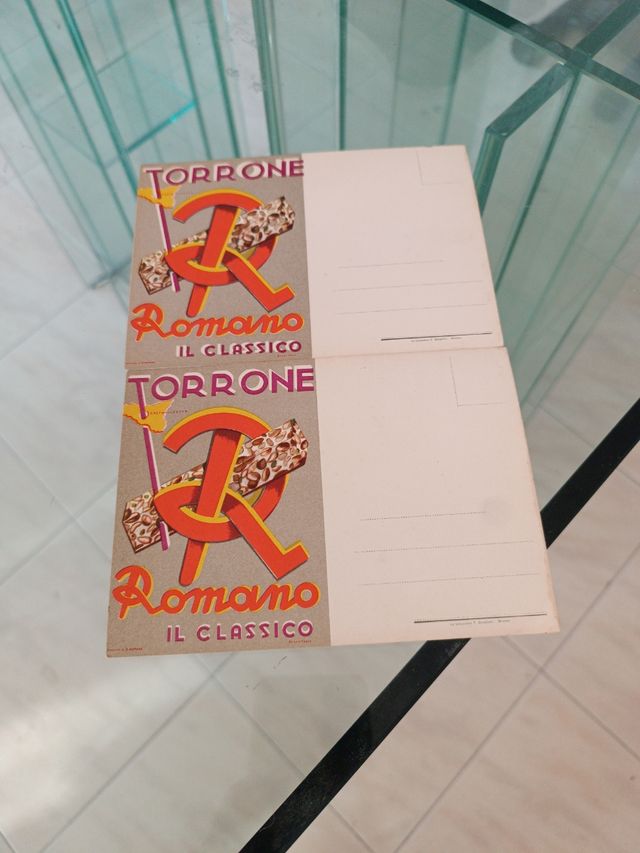 TORRONE
R
Romano
IL CLASSICO
TORRONE
R
Romano
IL CLASSICO